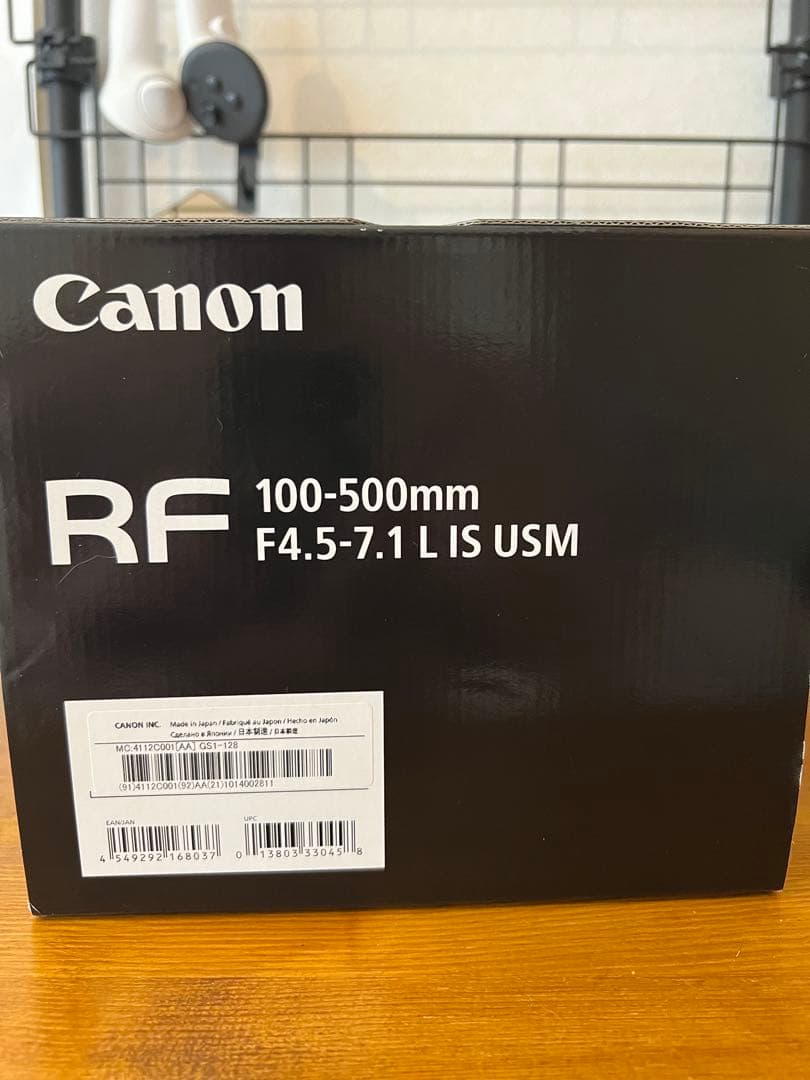 Canon
RF
100-500mm
F4.5-7.1 L IS USM
CANON INC. Made in Japan / Fabriqué au Japon / Hecho en Japón
Сделано в Японии / 日本製造 / 日本製造
MC:4112C001[AA] GS1-128
(91)4112C001(92)AA(21)1014002811
EAN/JAN
4 549292 168037
UPC
0 13803 33045 8